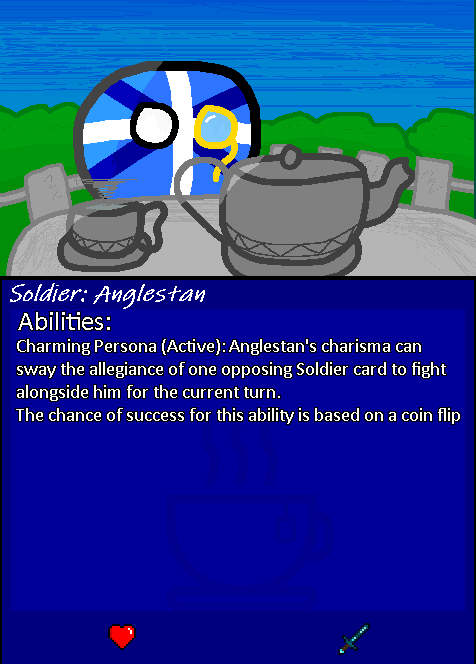 Soldier: Anglestan
Abilities:
Charming Persona (Active): Anglestan's charisma can
sway the allegiance of one opposing Soldier card to fight
alongside him for the current turn.
The chance of success for this ability is based on a coin flip